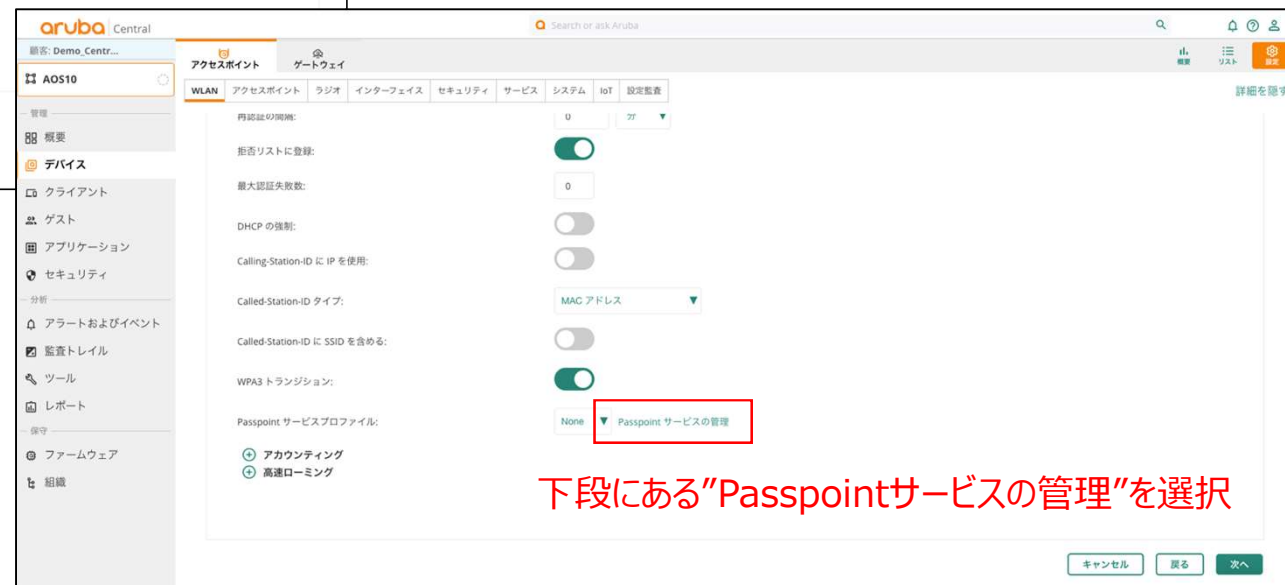 aruba Central
Search or ask Aruba
顧客: Demo_Centr...
AOS10
アクセスポイント ゲートウェイ
概要 リスト 設定
WLAN アクセスポイント ラジオ インターフェイス セキュリティ サービス システム IoT 設定監査
詳細を隠す
管理
概要
デバイス
クライアント
ゲスト
アプリケーション
セキュリティ
分析
アラートおよびイベント
監査トレイル
ツール
レポート
保守
ファームウェア
組織
再認証の間隔: 0 分
拒否リストに登録:
最大認証失敗数: 0
DHCP の強制:
Calling-Station-ID に IP を使用:
Called-Station-ID タイプ: MAC アドレス
Called-Station-ID に SSID を含める:
WPA3 トランジション:
Passpoint サービスプロファイル: None Passpoint サービスの管理
アカウンティング
高速ローミング
下段にある”Passpointサービスの管理”を選択
キャンセル 戻る 次へ